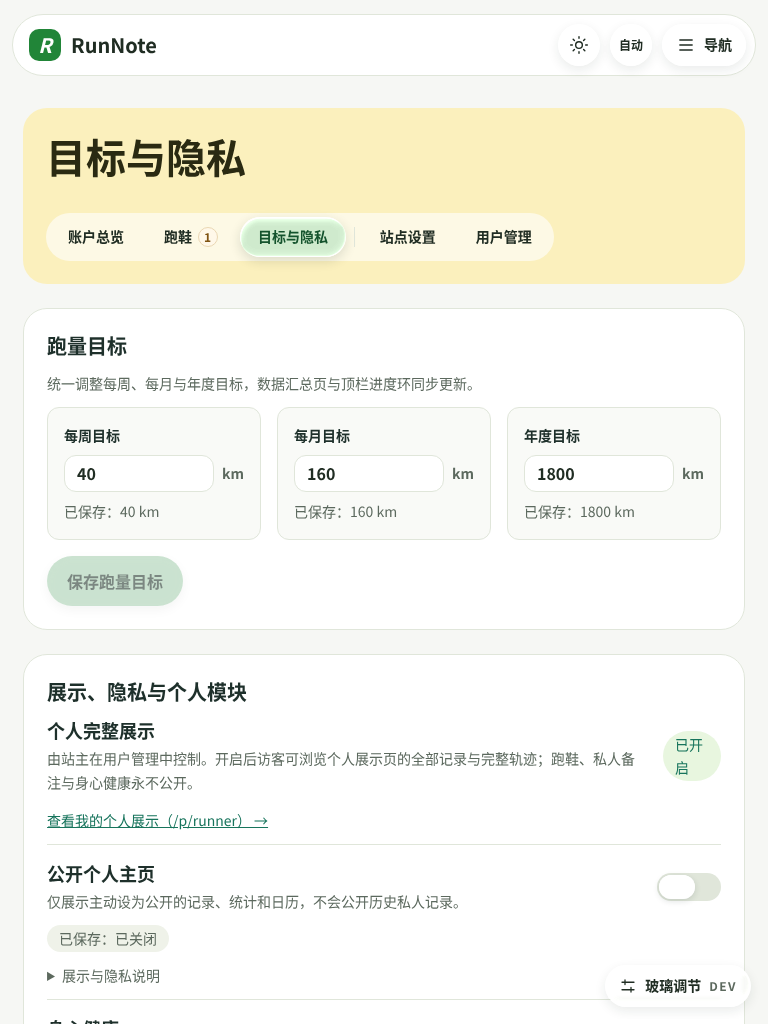 R RunNote
自动
导航
目标与隐私
账户总览 跑鞋 1 目标与隐私 站点设置 用户管理
跑量目标
统一调整每周、每月与年度目标，数据汇总页与顶栏进度环同步更新。
每周目标 每月目标 年度目标
40 km 160 km 1800 km
已保存：40 km 已保存：160 km 已保存：1800 km
保存跑量目标
展示、隐私与个人模块
个人完整展示
由站主在用户管理中控制。开启后访客可浏览个人展示页的全部记录与完整轨迹；跑鞋、私人备
注与身心健康永不公开。
已开
启
查看我的个人展示（/p/runner） →
公开个人主页
仅展示主动设为公开的记录、统计和日历，不会公开历史私人记录。
已保存：已关闭
▶ 展示与隐私说明
玻璃调节 DEV